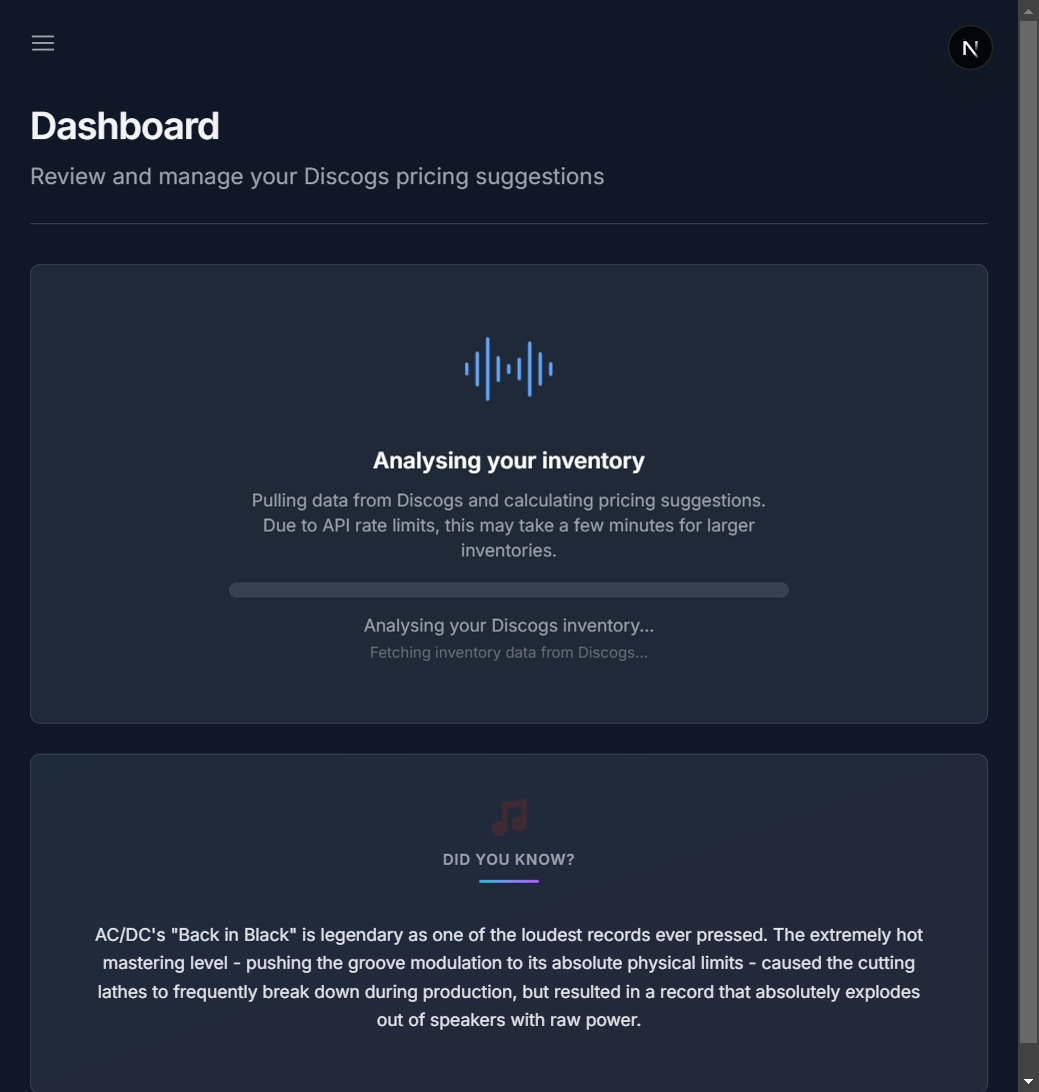 N
Dashboard
Review and manage your Discogs pricing suggestions
Analysing your inventory
Pulling data from Discogs and calculating pricing suggestions.
Due to API rate limits, this may take a few minutes for larger
inventories.
Analysing your Discogs inventory...
Fetching inventory data from Discogs...
DID YOU KNOW?
AC/DC's "Back in Black" is legendary as one of the loudest records ever pressed. The extremely hot
mastering level - pushing the groove modulation to its absolute physical limits - caused the cutting
lathes to frequently break down during production, but resulted in a record that absolutely explodes
out of speakers with raw power.